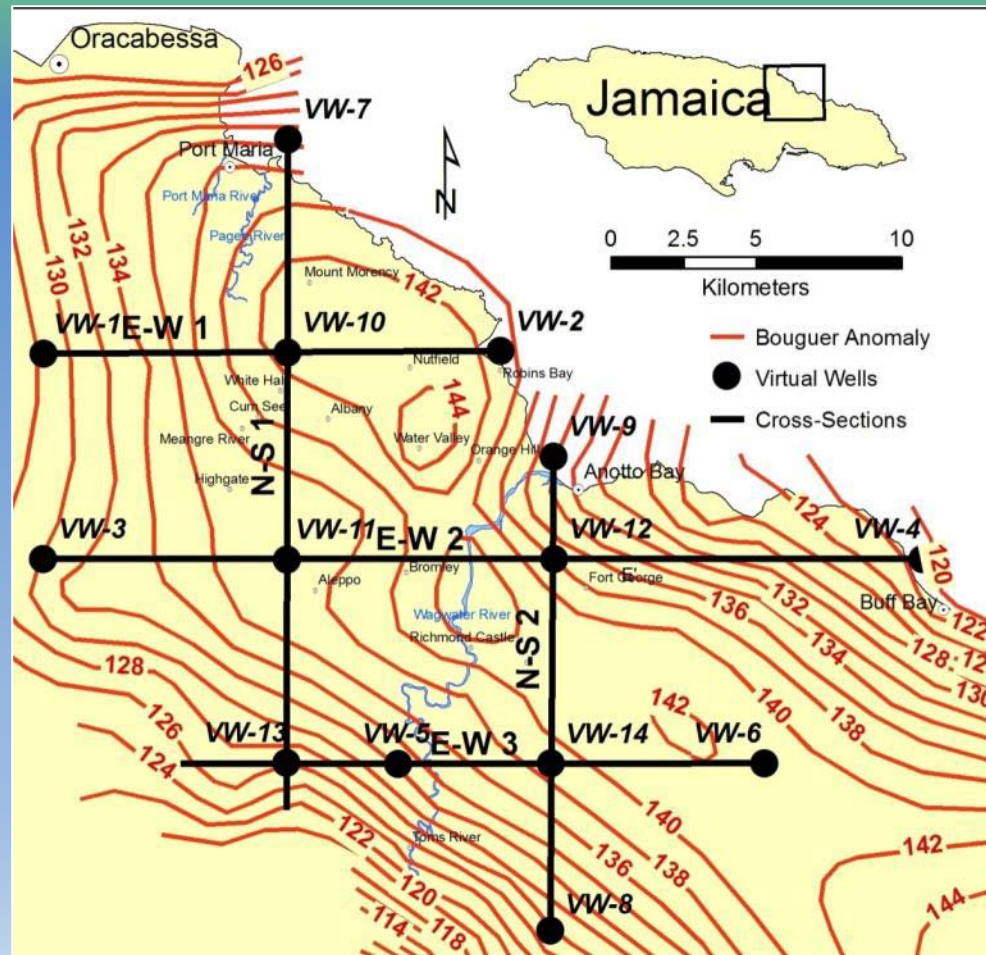 Oracabessa
126
VW-7
Jamaica
Port Maria
N
Port Maria River
Pagee River
0 2.5 5 10
Kilometers
132
134
130
Mount Morency
142
VW-1 E-W 1
VW-10
VW-2
Bouguer Anomaly
Nutfield
Robins Bay
Virtual Wells
White Hal
Cum See
Albany
144
Cross-Sections
VW-9
Meangre River
Water Valley
Orange Hill
Anotto Bay
Highgate
N-S 1
124
VW-3
VW-11
E-W 2
VW-12
VW-4
120
Aleppo
Bromley
Fort George
E'
Buff Bay
Wagwater River
136
132
122
Richmond Castle
N-S 2
134
128
128
130
126
142
140
138
VW-13
VW-5
E-W 3
VW-14
VW-6
124
140
122
Toms River
136
138
142
120
VW-8
144
114
118